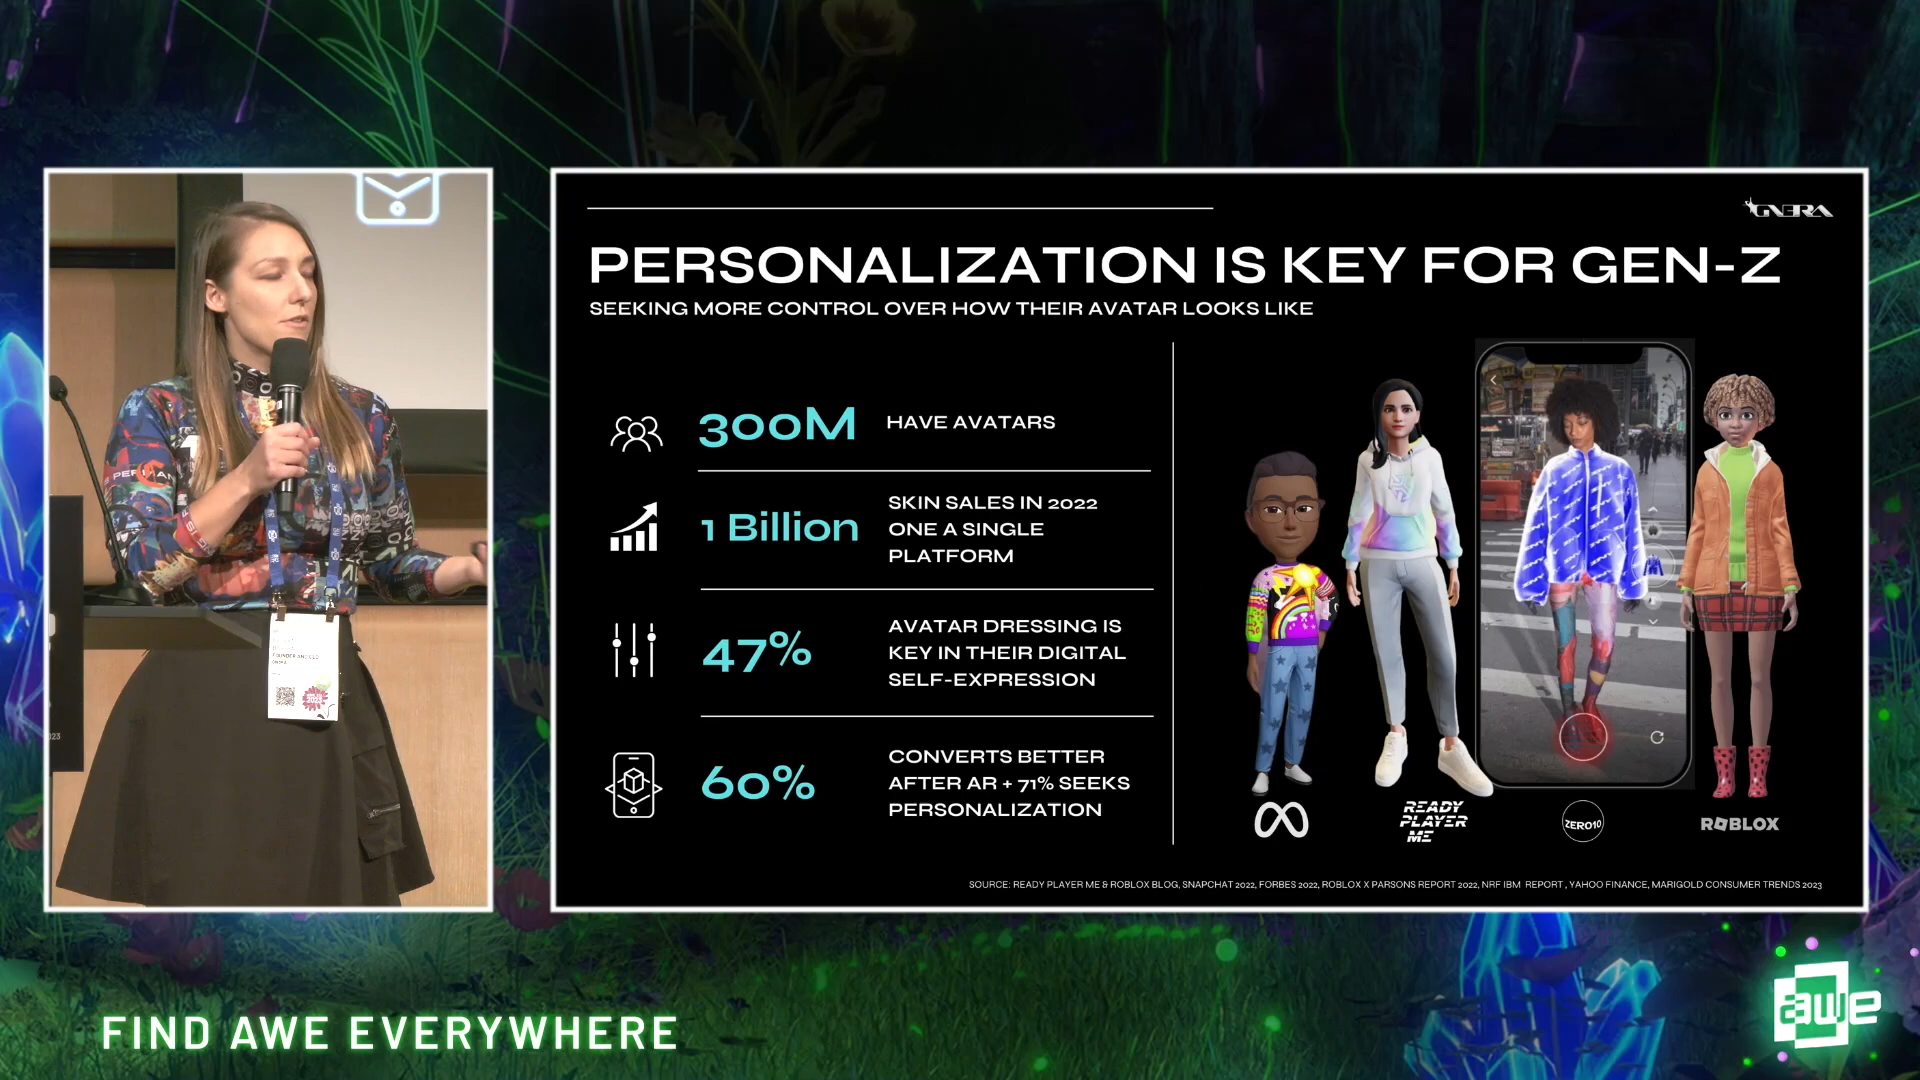 GNERA
PERSONALIZATION IS KEY FOR GEN-Z
SEEKING MORE CONTROL OVER HOW THEIR AVATAR LOOKS LIKE
300M
HAVE AVATARS
1 Billion
SKIN SALES IN 2022
ONE A SINGLE
PLATFORM
47%
AVATAR DRESSING IS
KEY IN THEIR DIGITAL
SELF-EXPRESSION
60%
CONVERTS BETTER
AFTER AR + 71% SEEKS
PERSONALIZATION
READY
PLAYER
ME
ZERO10
ROBLOX
SOURCE: READY PLAYER ME & ROBLOX BLOG, SNAPCHAT 2022, FORBES 2022, ROBLOX X PARSONS REPORT 2022, NRF IBM REPORT , YAHOO FINANCE, MARIGOLD CONSUMER TRENDS 2023
FOUNDER AND CEO
FIND AWE EVERYWHERE
awe